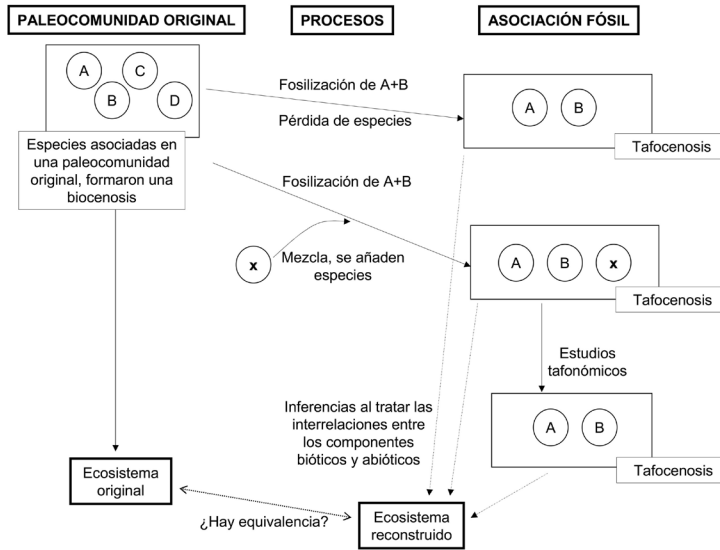 PALEOCOMUNIDAD ORIGINAL
PROCESOS
ASOCIACIÓN FÓSIL
A
C
B
D
Especies asociadas en
una paleocomunidad
original, formaron una
biocenosis
Fosilización de A+B
Pérdida de especies
A
B
Tafocenosis
Fosilización de A+B
x
Mezcla, se añaden
especies
A
B
x
Tafocenosis
Estudios
tafonómicos
A
B
Tafocenosis
Inferencias al tratar las
interrelaciones entre
los componentes
bióticos y abióticos
Ecosistema
original
¿Hay equivalencia?
Ecosistema
reconstruido